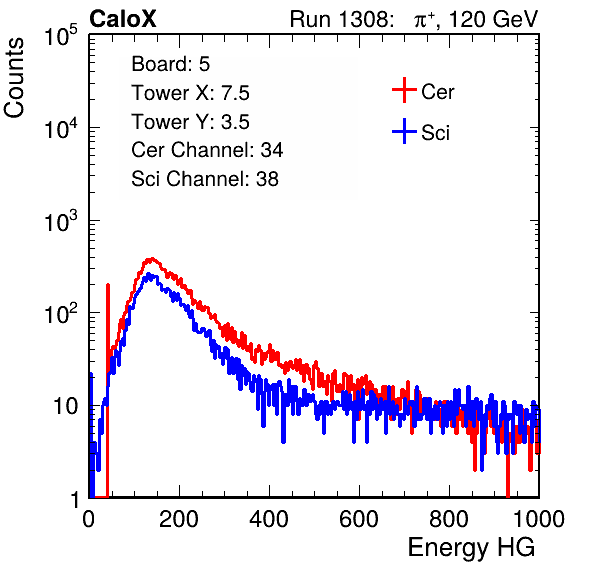 CaloX Run 1308: π⁺, 120 GeV
Counts
10⁵
10⁴
10³
10²
10
1
Board: 5
Tower X: 7.5
Tower Y: 3.5
Cer Channel: 34
Sci Channel: 38
Cer
Sci
0 200 400 600 800 1000
Energy HG